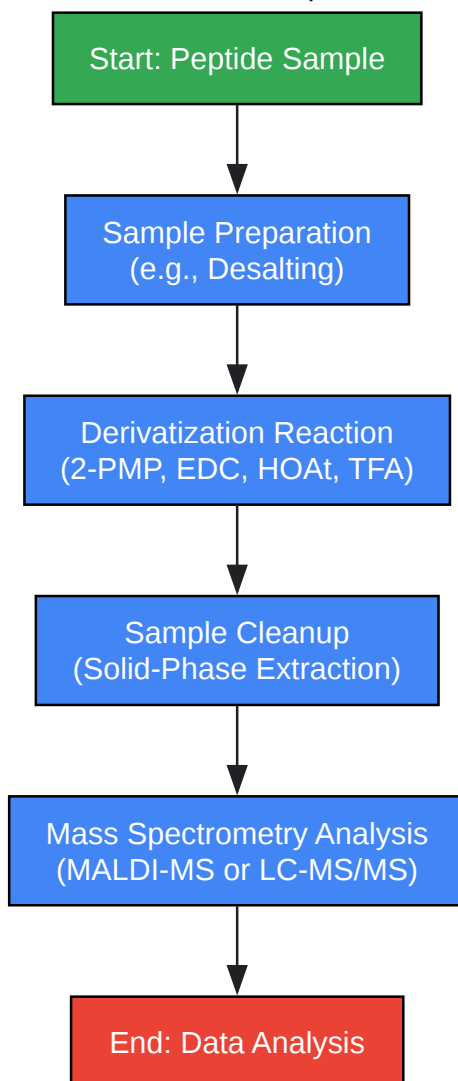 Start: Peptide Sample
Sample Preparation
(e.g., Desalting)
Derivatization Reaction
(2-PMP, EDC, HOAt, TFA)
Sample Cleanup
(Solid-Phase Extraction)
Mass Spectrometry Analysis
(MALDI-MS or LC-MS/MS)
End: Data Analysis